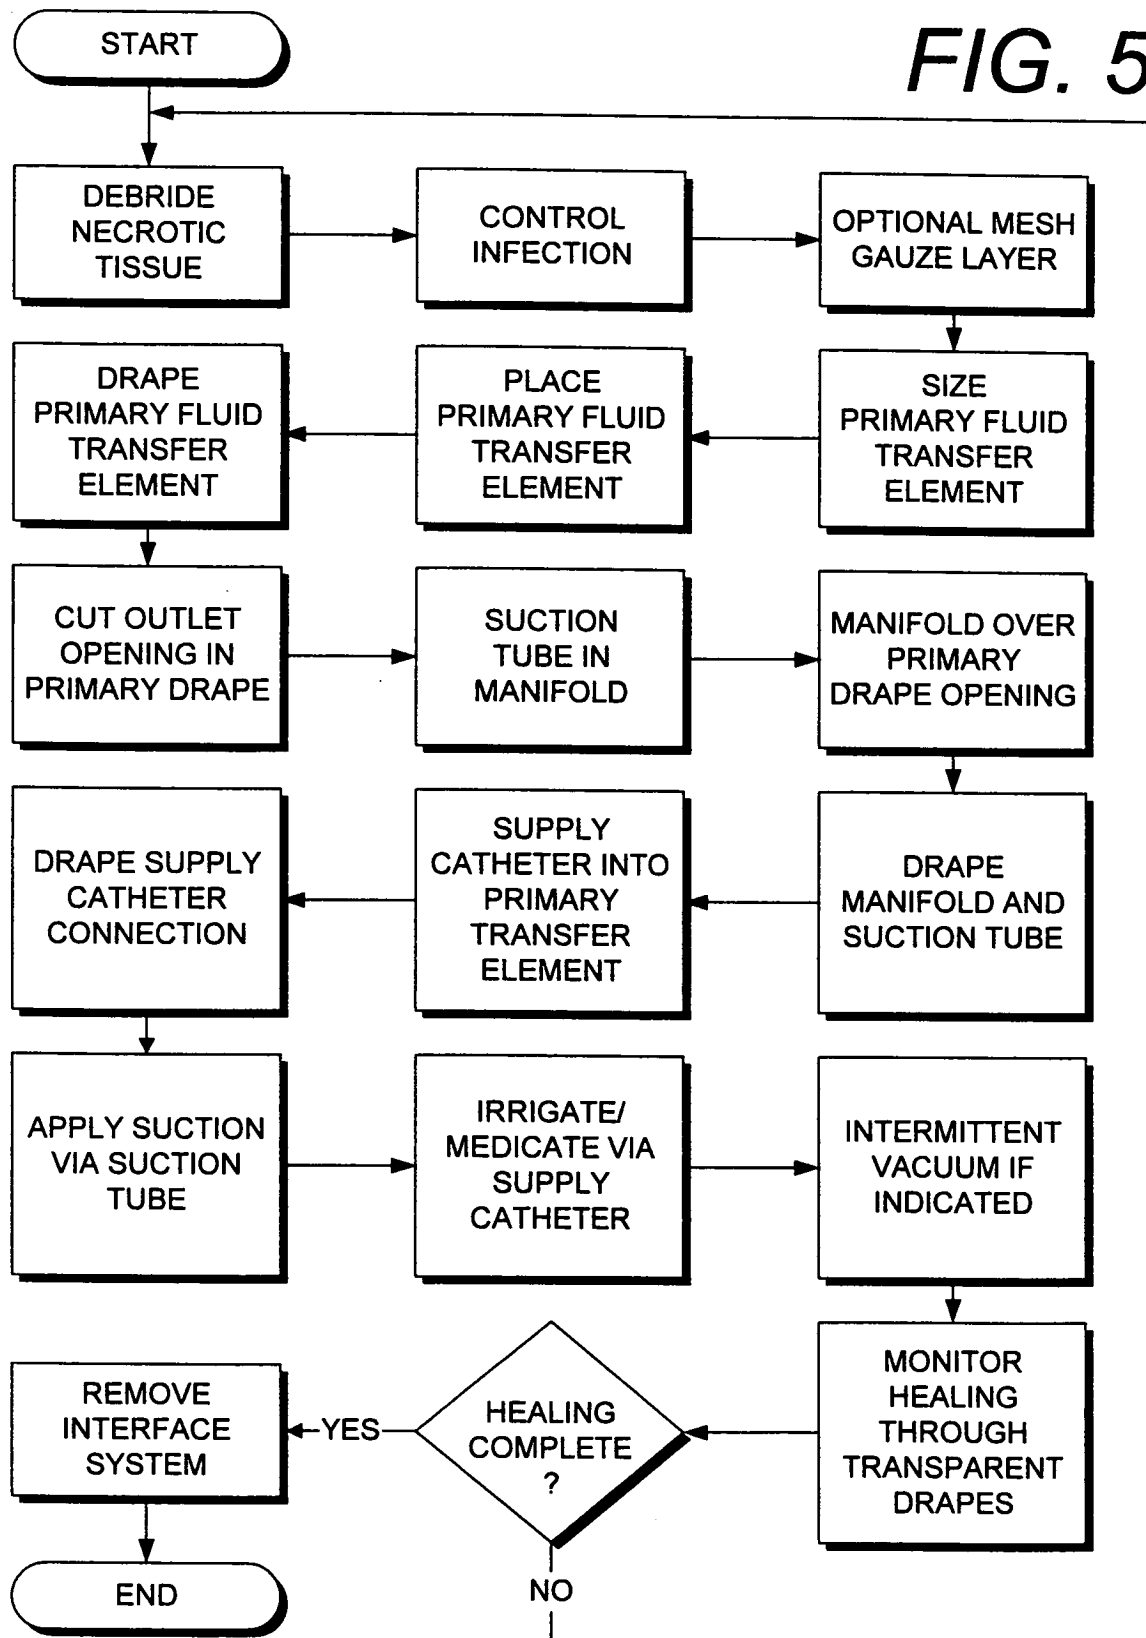 START
FIG. 5
DEBRIDE
NECROTIC
TISSUE
CONTROL
INFECTION
OPTIONAL MESH
GAUZE LAYER
DRAPE
PRIMARY FLUID
TRANSFER
ELEMENT
PLACE
PRIMARY FLUID
TRANSFER
ELEMENT
SIZE
PRIMARY FLUID
TRANSFER
ELEMENT
CUT OUTLET
OPENING IN
PRIMARY DRAPE
SUCTION
TUBE IN
MANIFOLD
MANIFOLD OVER
PRIMARY
DRAPE OPENING
DRAPE SUPPLY
CATHETER
CONNECTION
SUPPLY
CATHETER INTO
PRIMARY
TRANSFER
ELEMENT
DRAPE
MANIFOLD AND
SUCTION TUBE
APPLY SUCTION
VIA SUCTION
TUBE
IRRIGATE/
MEDICATE VIA
SUPPLY
CATHETER
INTERMITTENT
VACUUM IF
INDICATED
REMOVE
INTERFACE
SYSTEM
YES
HEALING
COMPLETE
?
MONITOR
HEALING
THROUGH
TRANSPARENT
DRAPES
END
NO